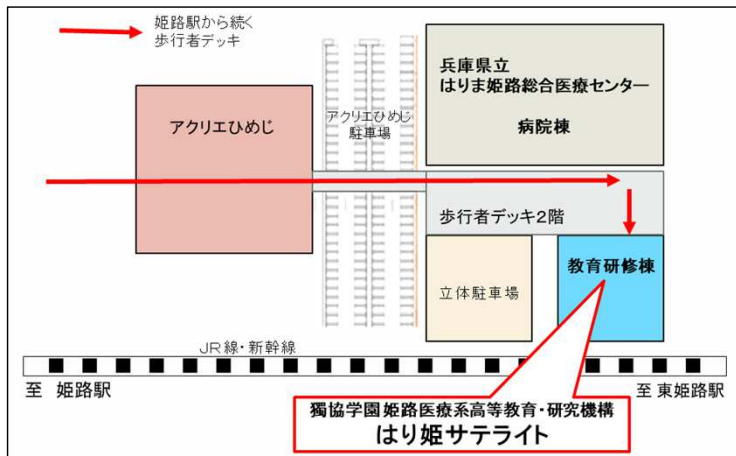 姫路駅から続く
歩行者デッキ
兵庫県立
はりま姫路総合医療センター
病院棟
アクリエひめじ
アクリエひめじ
駐車場
歩行者デッキ2階
立体駐車場
教育研修棟
JR線・新幹線
至 姫路駅
至 東姫路駅
獨協学園姫路医療系高等教育・研究機構
はり姫サテライト